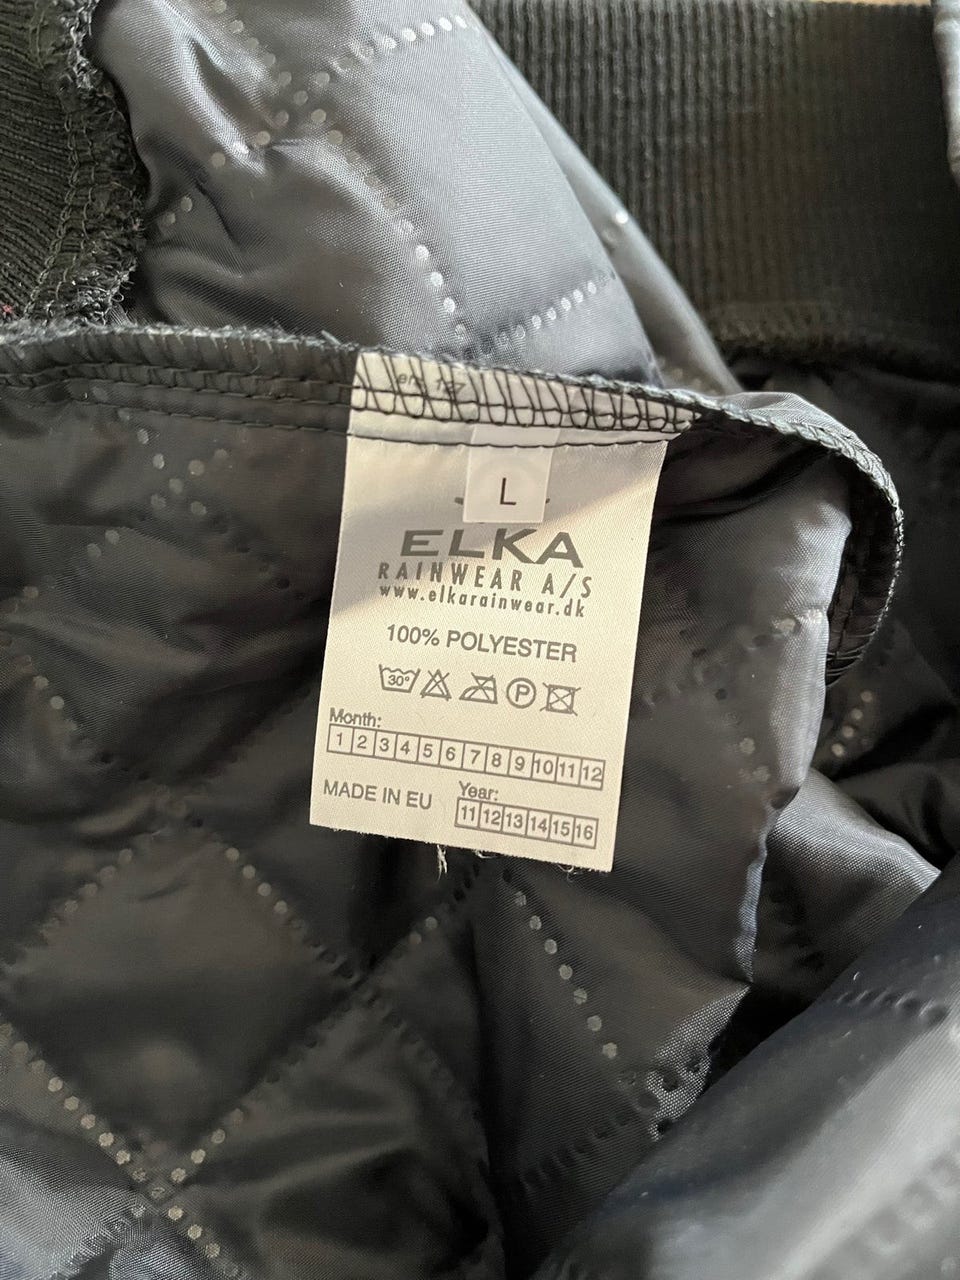 L
ELKA
RAINWEAR A/S
www.elkarainwear.dk
100% POLYESTER
30°
P
Month:
1 2 3 4 5 6 7 8 9 10 11 12
MADE IN EU
Year:
11 12 13 14 15 16